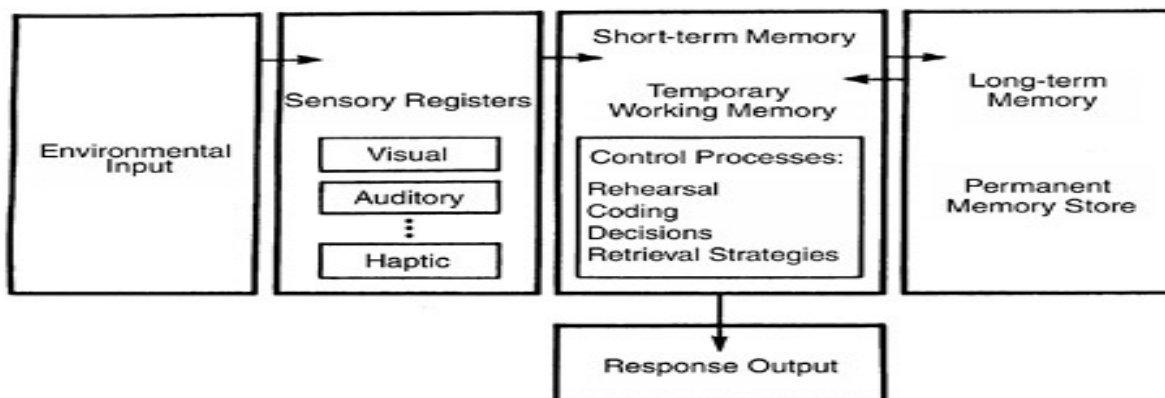 Environmental
Input
Sensory Registers
Visual
Auditory
Haptic
Short-term Memory
Temporary
Working Memory
Control Processes:
Rehearsal
Coding
Decisions
Retrieval Strategies
Long-term
Memory
Permanent
Memory Store
Response Output